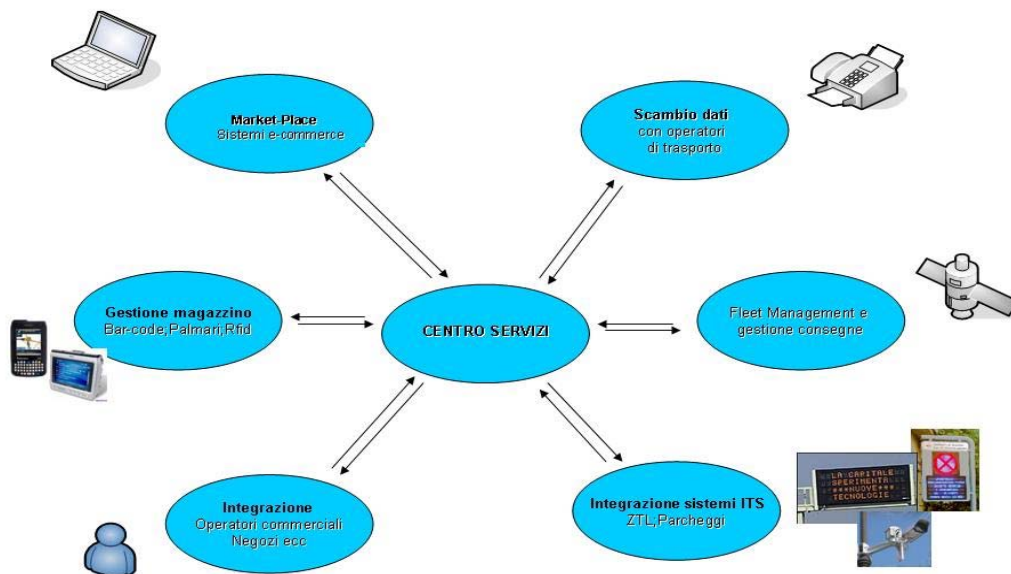 Market-Place
Sistemi e-commerce
Scambio dati
con operatori
di trasporto
Gestione magazzino
Bar-code;Palmari;Rfid
CENTRO SERVIZI
Fleet Management e
gestione consegne
Integrazione
Operatori commerciali
Negozi ecc
Integrazione sistemi ITS
ZTL;Parcheggi
LA CAPITALE
SPERIMENTA
***NUOVE***
TECNOLOGIE